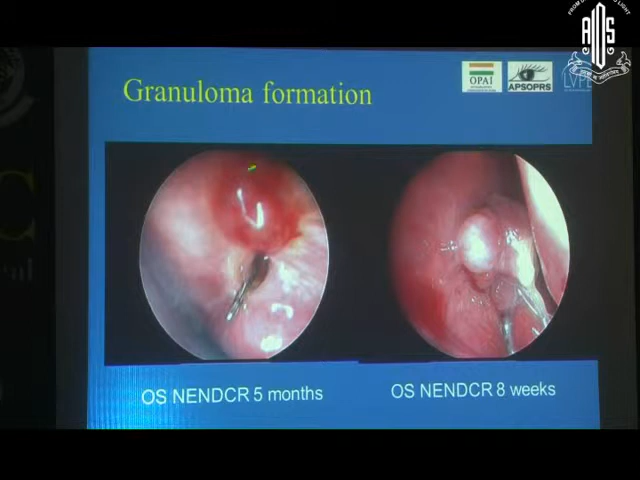 Granuloma formation
OPAI
APSOPRS
OS NENDCR 5 months
OS NENDCR 8 weeks